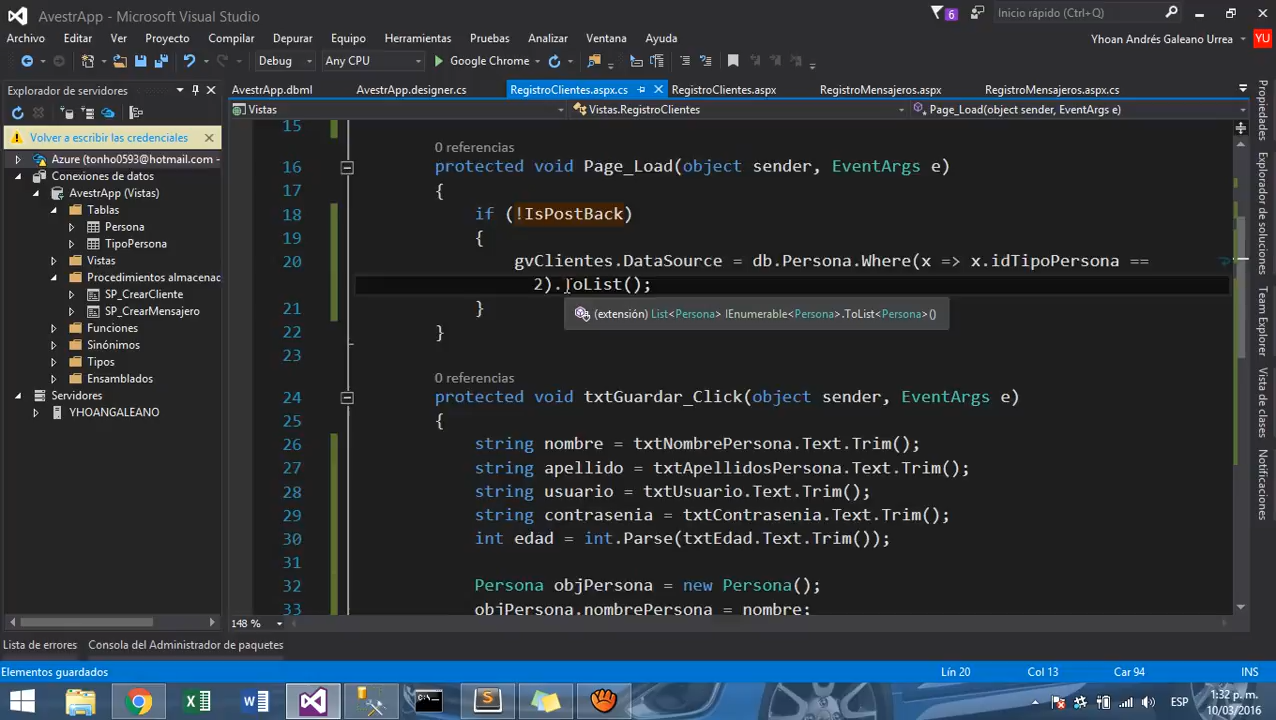 AvestrApp - Microsoft Visual Studio
6
Inicio rápido (Ctrl+Q)
Archivo Editar Ver Proyecto Compilar Depurar Equipo Herramientas Pruebas Analizar Ventana Ayuda
Yhoan Andrés Galeano Urrea
YU
Debug Any CPU Google Chrome
Explorador de servidores
AvestrApp.dbml AvestrApp.designer.cs RegistroClientes.aspx.cs RegistroClientes.aspx RegistroMensajeros.aspx RegistroMensajeros.aspx.cs
Vistas Vistas.RegistroClientes Page_Load(object sender, EventArgs e)
Volver a escribir las credenciales
Azure (tonho0593@hotmail.com -
Conexiones de datos
AvestrApp (Vistas)
Tablas
Persona
TipoPersona
Vistas
Procedimientos almacenac
SP_CrearCliente
SP_CrearMensajero
Funciones
Sinónimos
Tipos
Ensamblados
Servidores
YHOANGALEANO
15
0 referencias
16 protected void Page_Load(object sender, EventArgs e)
17 {
18 if (!IsPostBack)
19 {
20 gvClientes.DataSource = db.Persona.Where(x => x.idTipoPersona ==
2).ToList();
(extensión) List<Persona> IEnumerable<Persona>.ToList<Persona>()
21 }
22 }
23
0 referencias
24 protected void txtGuardar_Click(object sender, EventArgs e)
25 {
26 string nombre = txtNombrePersona.Text.Trim();
27 string apellido = txtApellidosPersona.Text.Trim();
28 string usuario = txtUsuario.Text.Trim();
29 string contrasenia = txtContrasenia.Text.Trim();
30 int edad = int.Parse(txtEdad.Text.Trim());
31
32 Persona objPersona = new Persona();
33 objPersona.nombrePersona = nombre;
148 %
Propiedades
Explorador de soluciones
Team Explorer
Vista de clases
Notificaciones
Lista de errores Consola del Administrador de paquetes
Elementos guardados Lín 20 Col 13 Car 94 INS
ESP
1:32 p. m.
10/03/2016